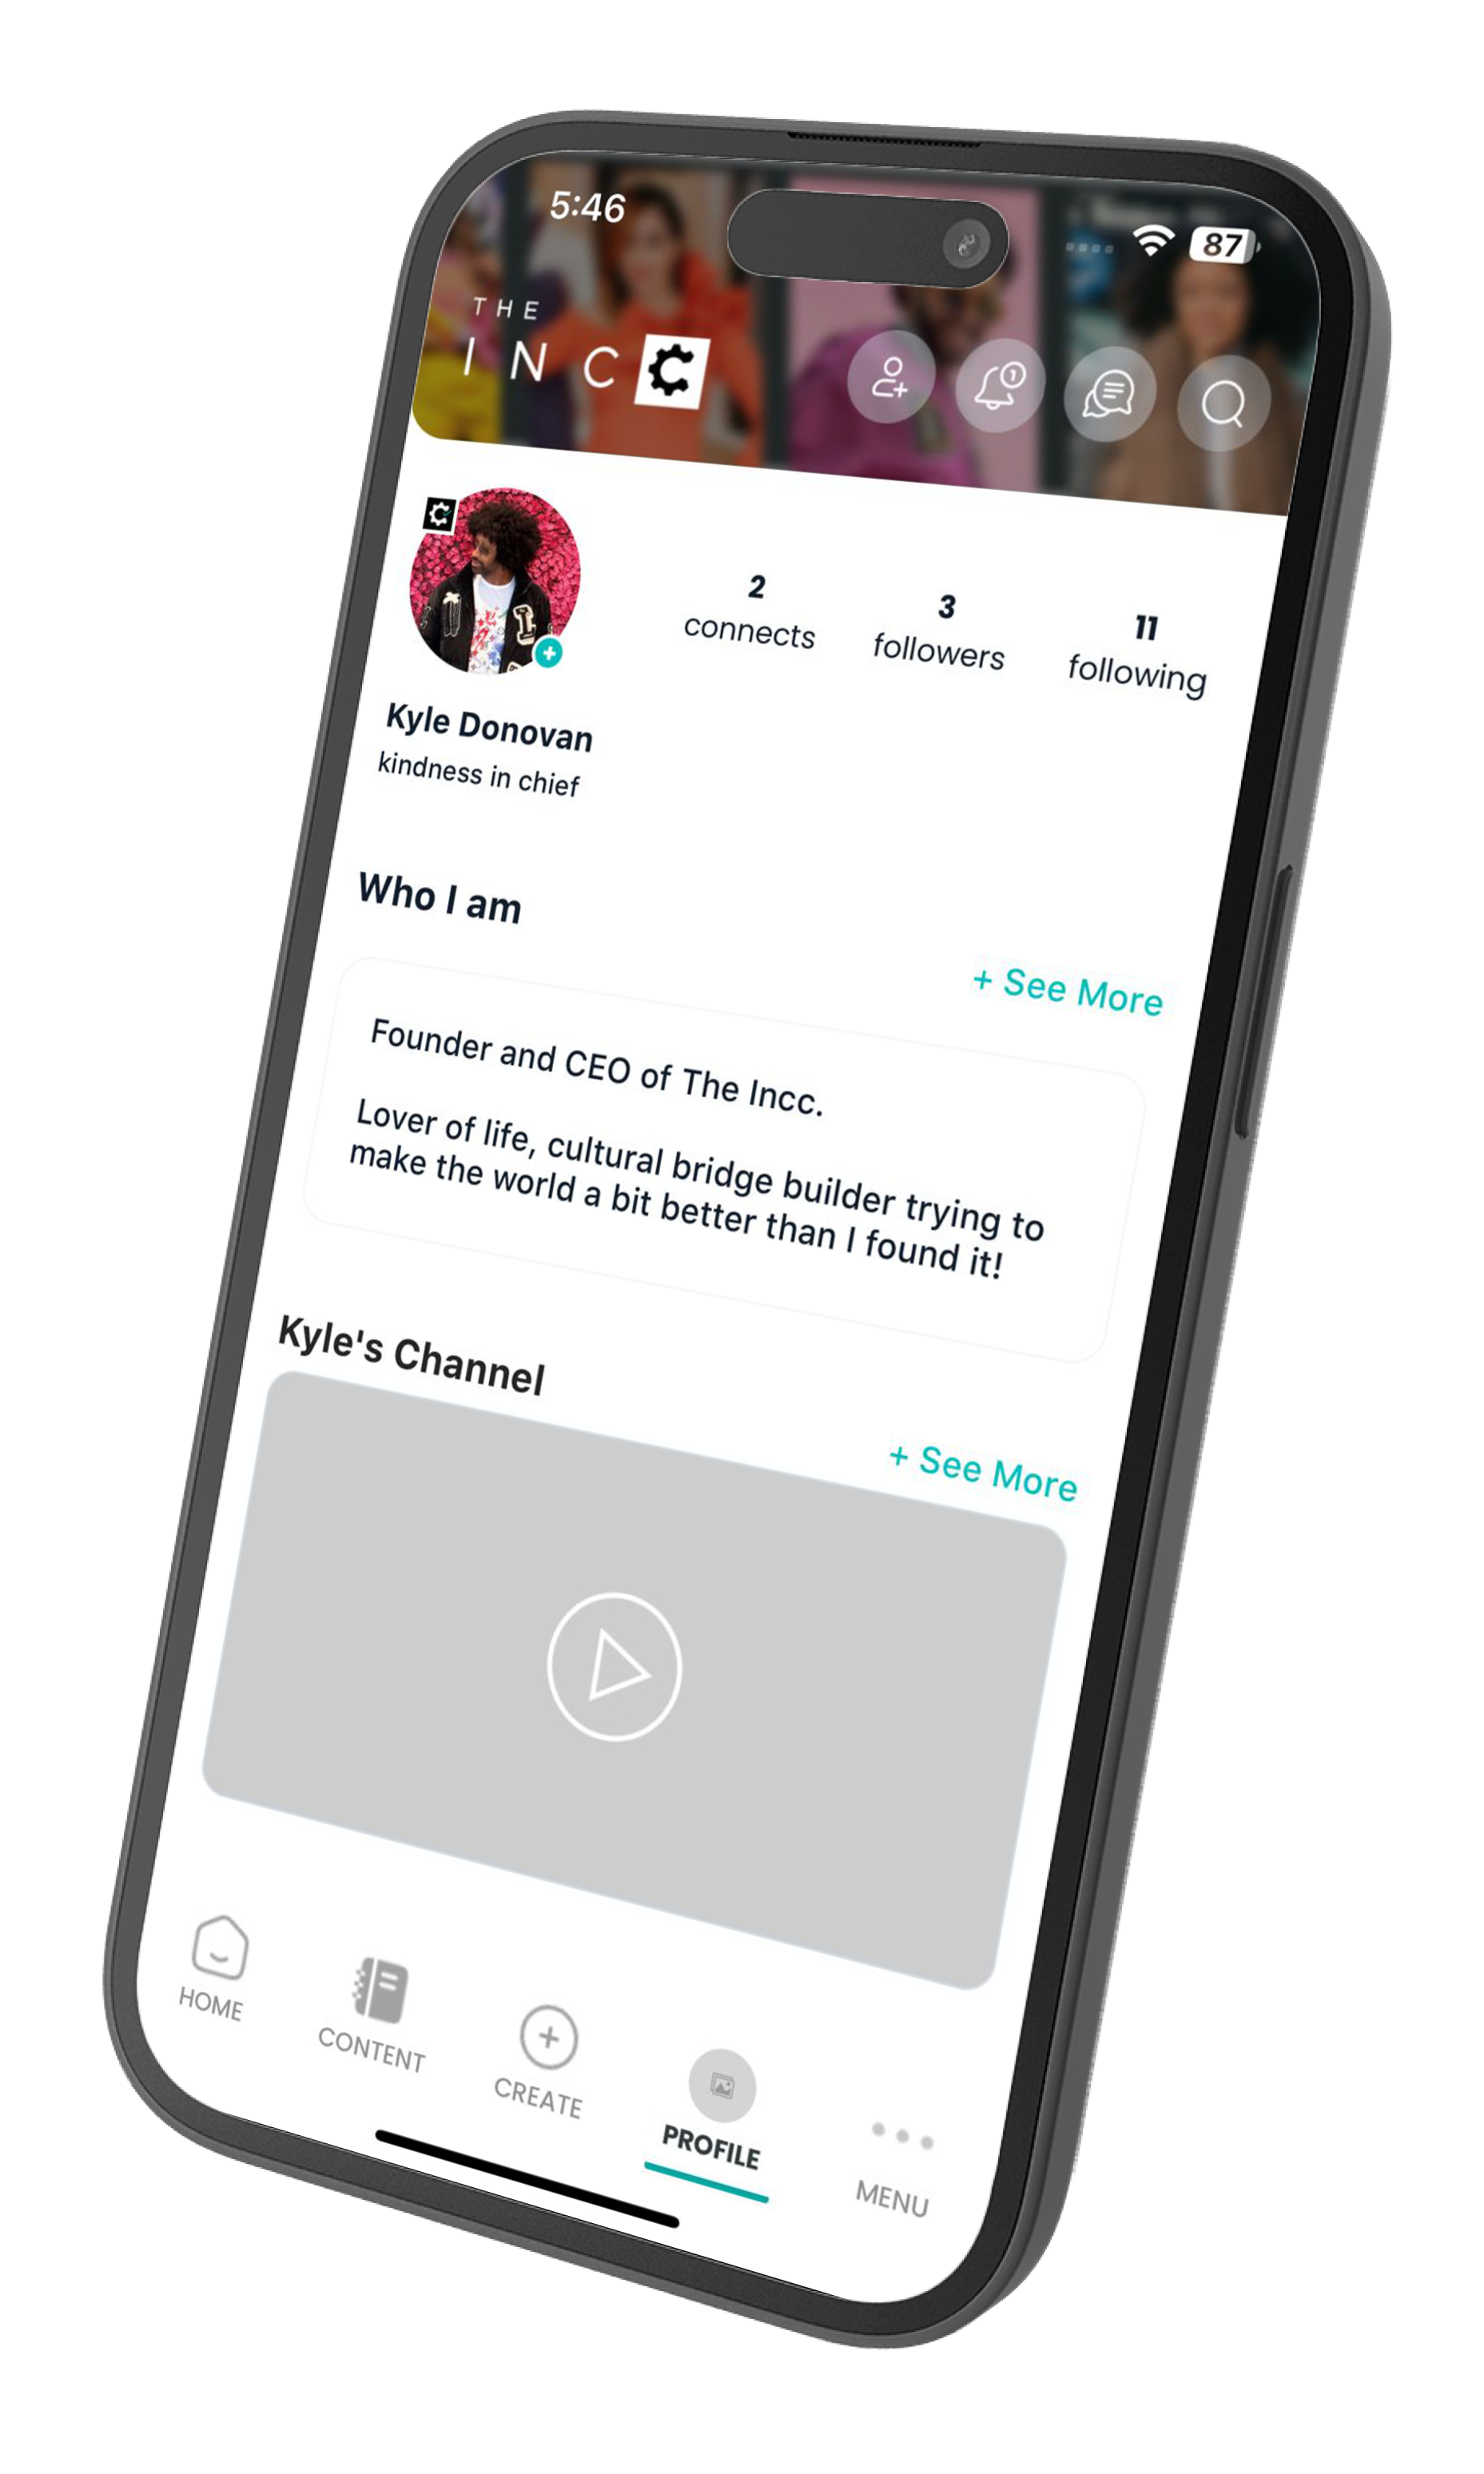 5:46
87
THE
INCC
1
2
connects
3
followers
11
following
Kyle Donovan
kindness in chief
Who I am
+ See More
Founder and CEO of The Incc.
Lover of life, cultural bridge builder trying to
make the world a bit better than I found it!
Kyle's Channel
+ See More
HOME
CONTENT
CREATE
PROFILE
MENU